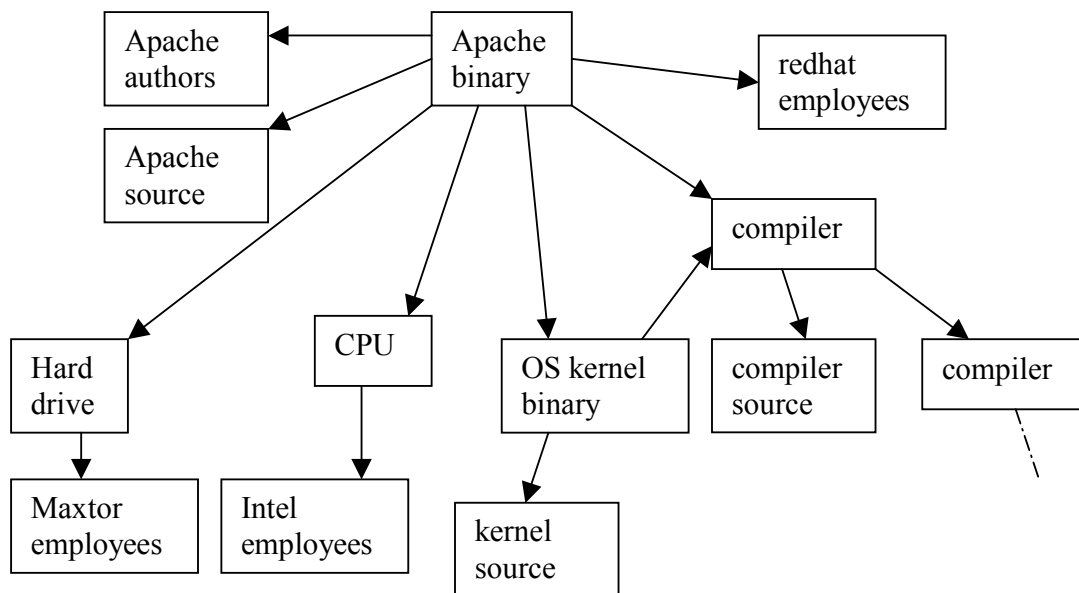 Apache
authors
Apache
binary
redhat
employees
Apache
source
compiler
Hard
drive
CPU
OS kernel
binary
compiler
source
compiler
Maxtor
employees
Intel
employees
kernel
source